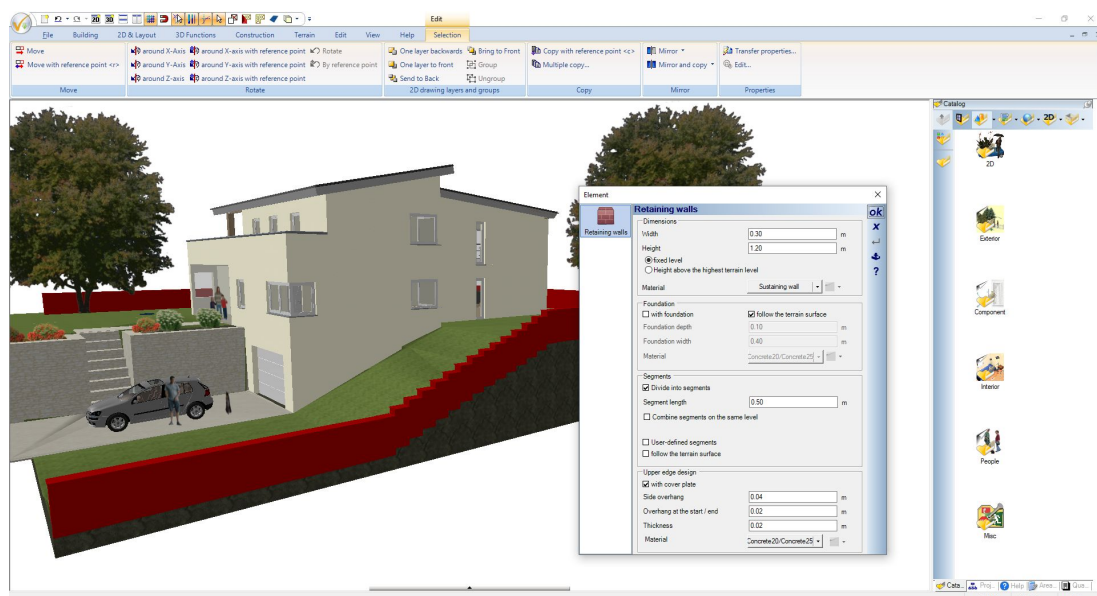 2D 3D
Edit
File Building 2D & Layout 3D Functions Construction Terrain Edit View Help Selection
Move around X-Axis around X-axis with reference point Rotate One layer backwards Bring to Front Copy with reference point <c> Mirror Transfer properties...
Move with reference point <r> around Y-Axis around Y-axis with reference point By reference point One layer to front Group Multiple copy... Mirror and copy Edit...
around Z-axis around Z-axis with reference point Send to Back Ungroup
Move Rotate 2D drawing layers and groups Copy Mirror Properties
Catalog
2D
2D
Exterior
Component
Interior
People
Misc
Cata... Proj... Help Area... Qua...
Element
Retaining walls
Retaining walls
ok
x
?
Dimensions
Width 0.30 m
Height 1.20 m
fixed level
Height above the highest terrain level
Material Sustaining wall
Foundation
with foundation follow the terrain surface
Foundation depth 0.10 m
Foundation width 0.40 m
Material Concrete20/Concrete25
Segments
Divide into segments
Segment length 0.50 m
Combine segments on the same level
User-defined segments
follow the terrain surface
Upper edge design
with cover plate
Side overhang 0.04 m
Overhang at the start / end 0.02 m
Thickness 0.02 m
Material Concrete20/Concrete25